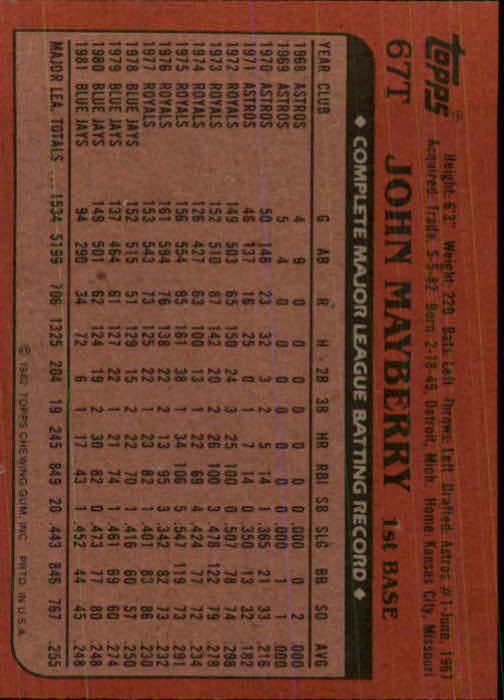 topps®
Height: 6'3" Weight: 220 Bats: Left Throws: Left Drafted: Astros #1-June, 1967
Acquired: Trade, 5-5-82 Born: 2-18-49, Detroit, Mich. Home: Kansas City, Missouri
67T JOHN MAYBERRY 1st BASE
◆ COMPLETE MAJOR LEAGUE BATTING RECORD ◆
YEAR CLUB G AB R H 2B 3B HR RBI SB SLG BB SO AVG
1968 ASTROS 4 9 0 0 0 0 0 0 0 .000 0 2 .000
1969 ASTROS 5 4 0 0 0 0 0 0 0 .000 1 1 .000
1970 ASTROS 50 148 23 32 3 2 5 14 1 .365 21 33 .216
1971 ASTROS 46 137 16 25 0 1 7 14 0 .350 13 32 .182
1972 ROYALS 149 503 65 150 24 3 25 100 0 .507 78 74 .298
1973 ROYALS 152 510 87 142 20 2 26 100 3 .478 122 79 .278
1974 ROYALS 126 427 63 100 13 1 22 69 4 .424 77 72 .234
1975 ROYALS 156 554 95 161 38 1 34 106 5 .547 119 73 .291
1976 ROYALS 161 594 76 138 22 2 13 95 3 .342 82 73 .232
1977 ROYALS 153 543 73 125 22 1 23 82 1 .401 83 86 .230
1978 BLUE JAYS 152 515 51 129 15 2 22 70 1 .416 60 57 .250
1979 BLUE JAYS 137 464 61 127 22 1 21 74 1 .461 69 60 .274
1980 BLUE JAYS 149 501 62 124 19 2 30 82 0 .473 77 80 .248
1981 BLUE JAYS 94 290 34 72 6 1 17 43 1 .452 44 45 .248
MAJOR LEA. TOTALS 1534 5199 706 1325 204 19 245 849 20 .443 846 767 .255
© 1982 TOPPS CHEWING GUM, INC. PRTD. IN U.S.A.